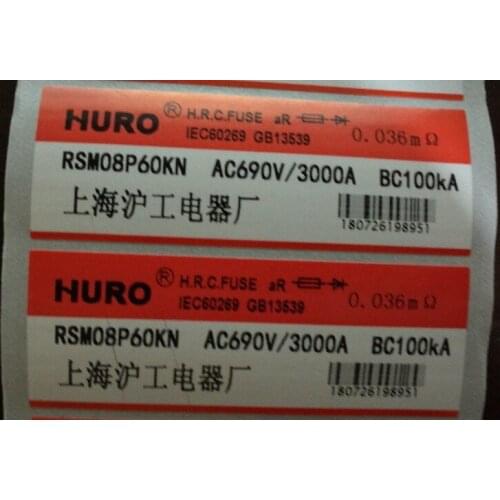 HURO ® H.R.C.FUSE aR 0.036mΩ
IEC60269 GB13539
RSM08P60KN AC690V/3000A BC100kA
上海沪工电器厂
180726198951
HURO ® H.R.C.FUSE aR 0.036mΩ
IEC60269 GB13539
RSM08P60KN AC690V/3000A BC100kA
上海沪工电器厂
180726198951